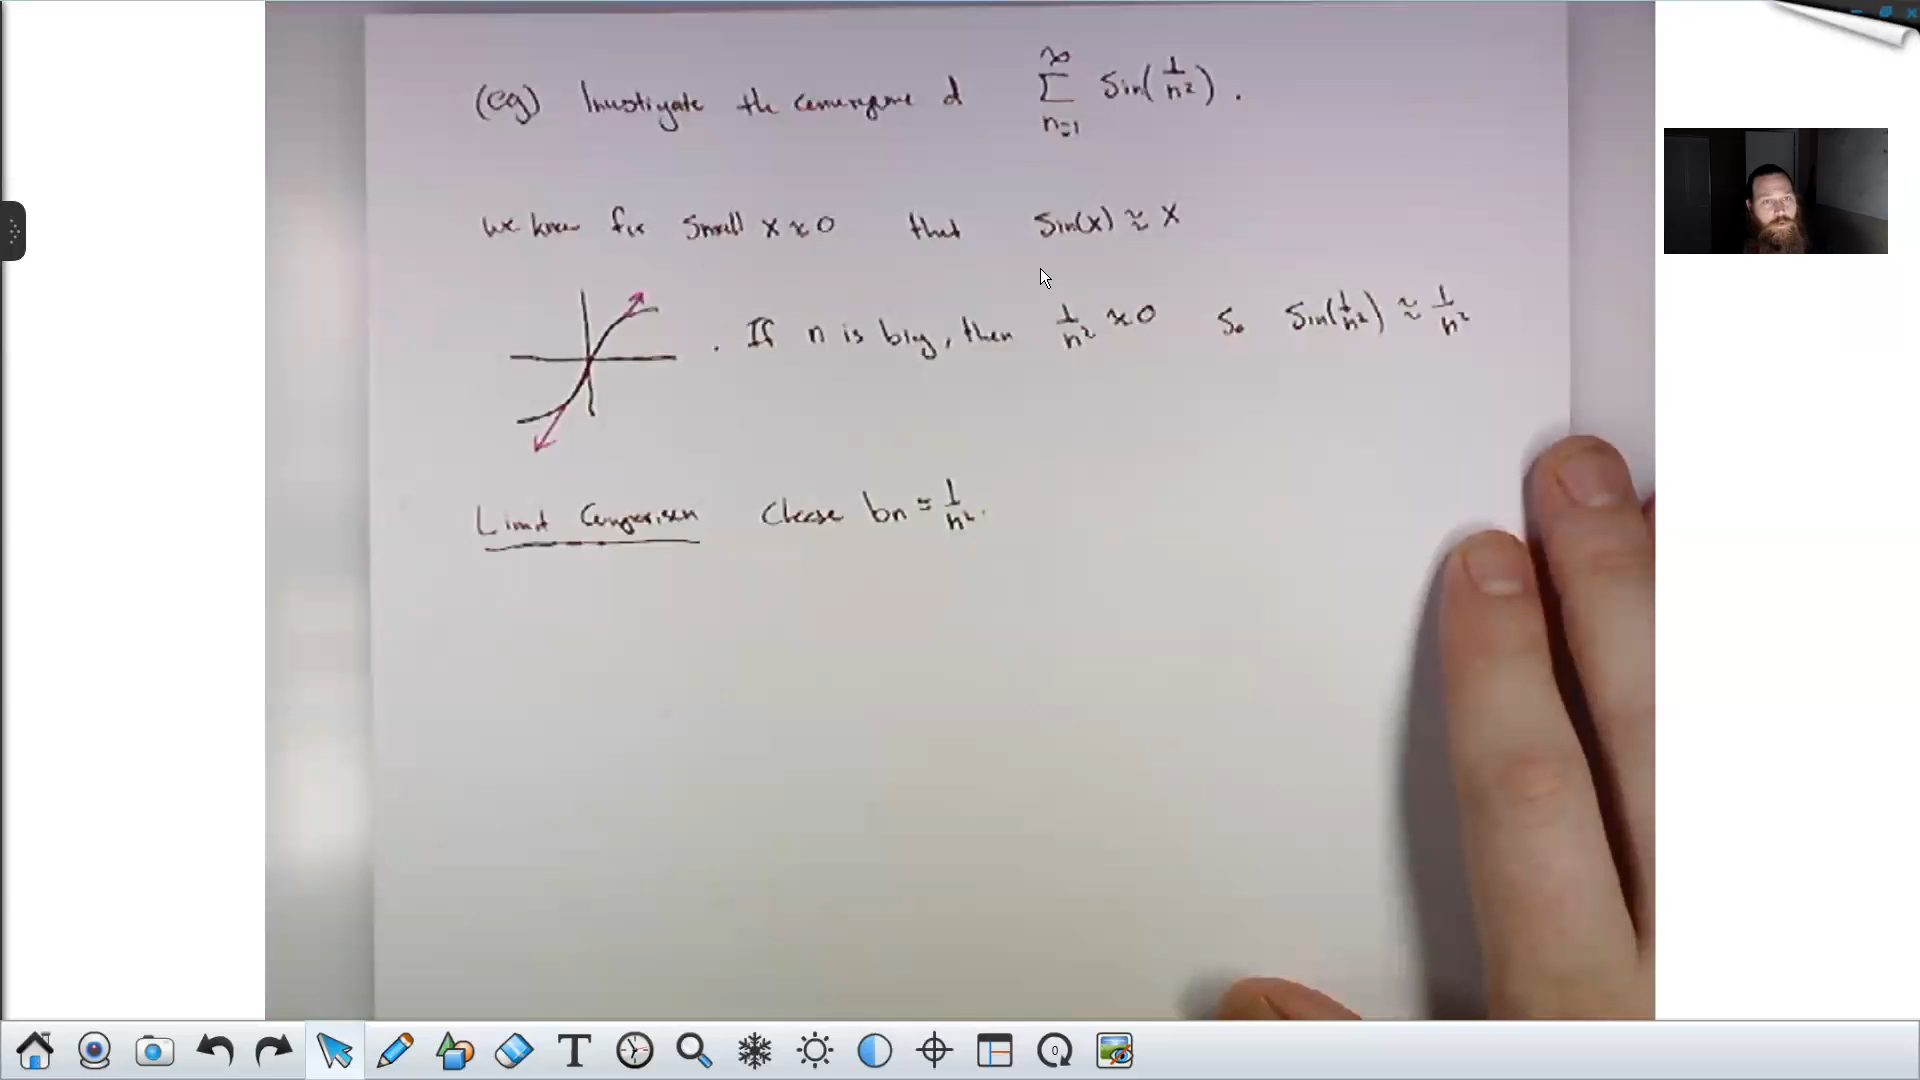 (eg) Investigate the convergence of ∞ Σ n=1 Sin(1/n²).
We know for small x ≈ 0 that Sin(x) ≈ x
. If n is big, then 1/n² ≈ 0 So Sin(1/n²) ≈ 1/n²
Limit Comparison Choose bn = 1/n².
T
0